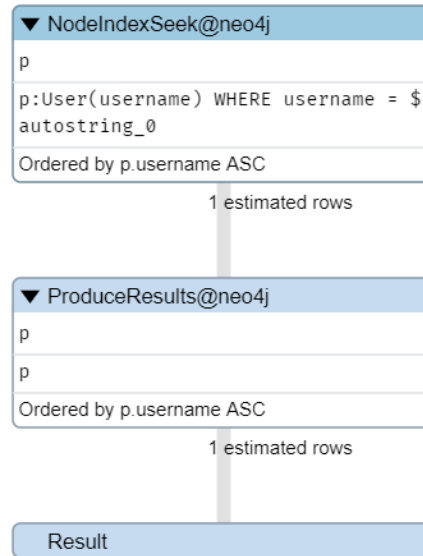 NodeIndexSeek@neo4j
p
p:User(username) WHERE username = $
autostring_0
Ordered by p.username ASC
1 estimated rows
ProduceResults@neo4j
p
p
Ordered by p.username ASC
1 estimated rows
Result